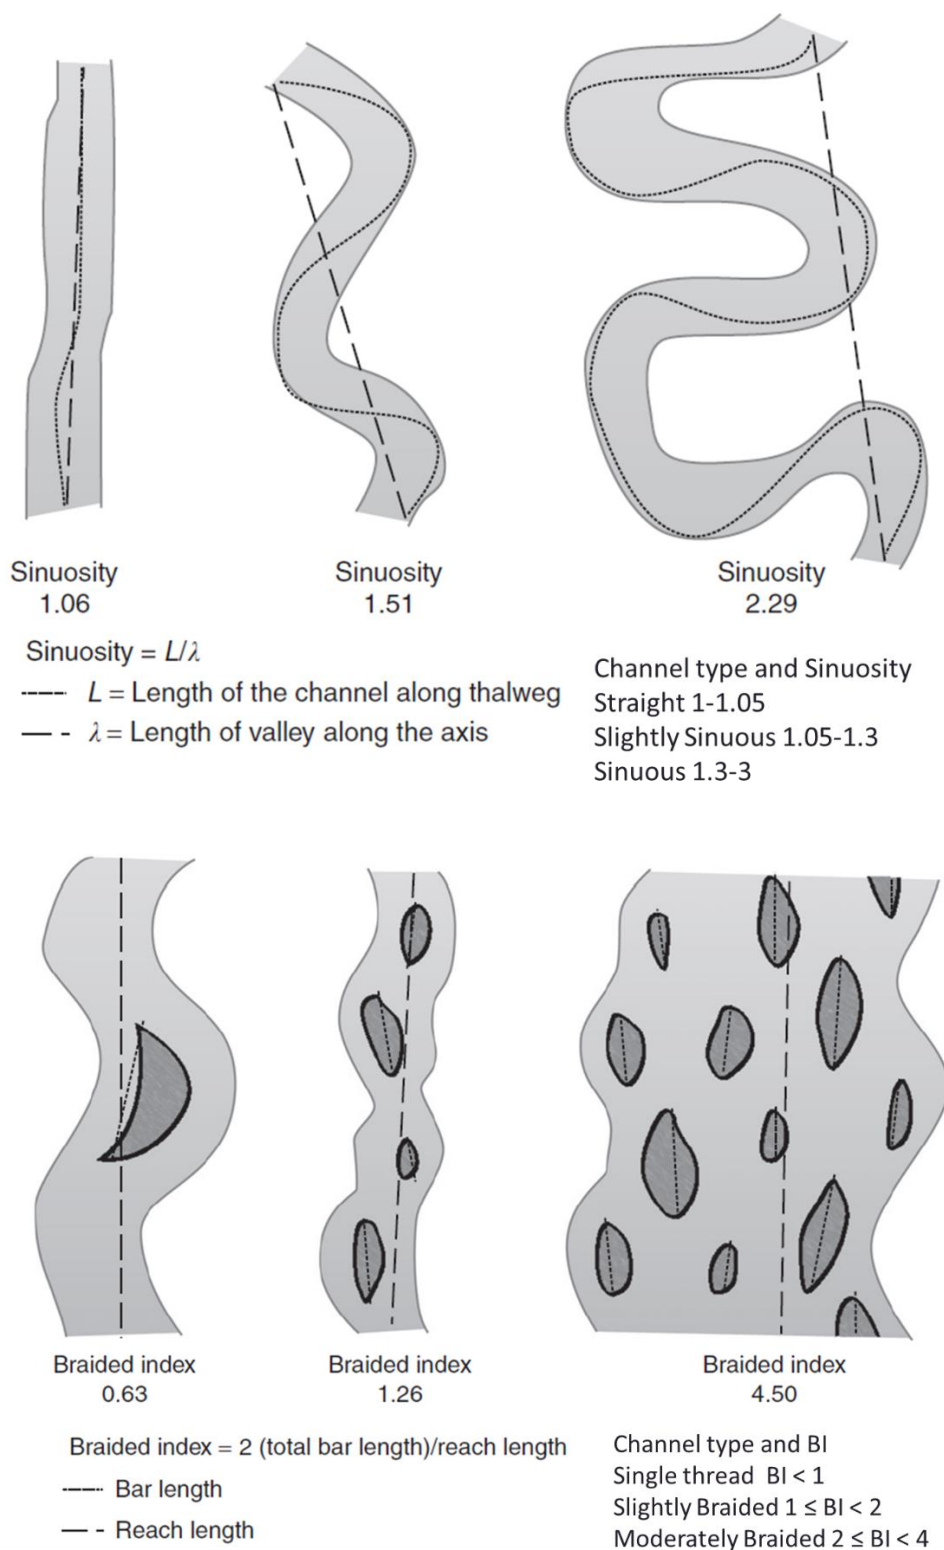 Sinuosity
1.06
Sinuosity
1.51
Sinuosity
2.29
Sinuosity = L/λ
L = Length of the channel along thalweg
λ = Length of valley along the axis
Channel type and Sinuosity
Straight 1-1.05
Slightly Sinuous 1.05-1.3
Sinuous 1.3-3
Braided index
0.63
Braided index
1.26
Braided index
4.50
Braided index = 2 (total bar length)/reach length
Bar length
Reach length
Channel type and BI
Single thread BI < 1
Slightly Braided 1 ≤ BI < 2
Moderately Braided 2 ≤ BI < 4